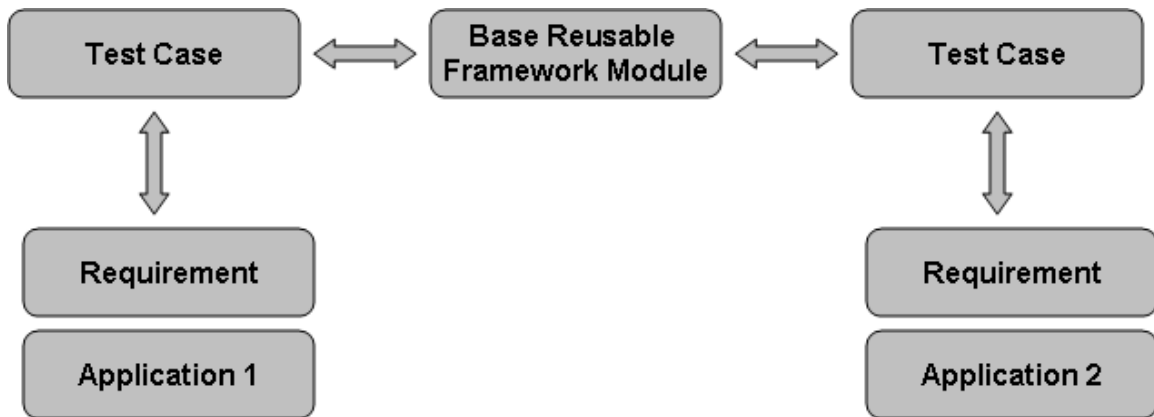 Test Case
Base Reusable
Framework Module
Test Case
Requirement
Requirement
Application 1
Application 2